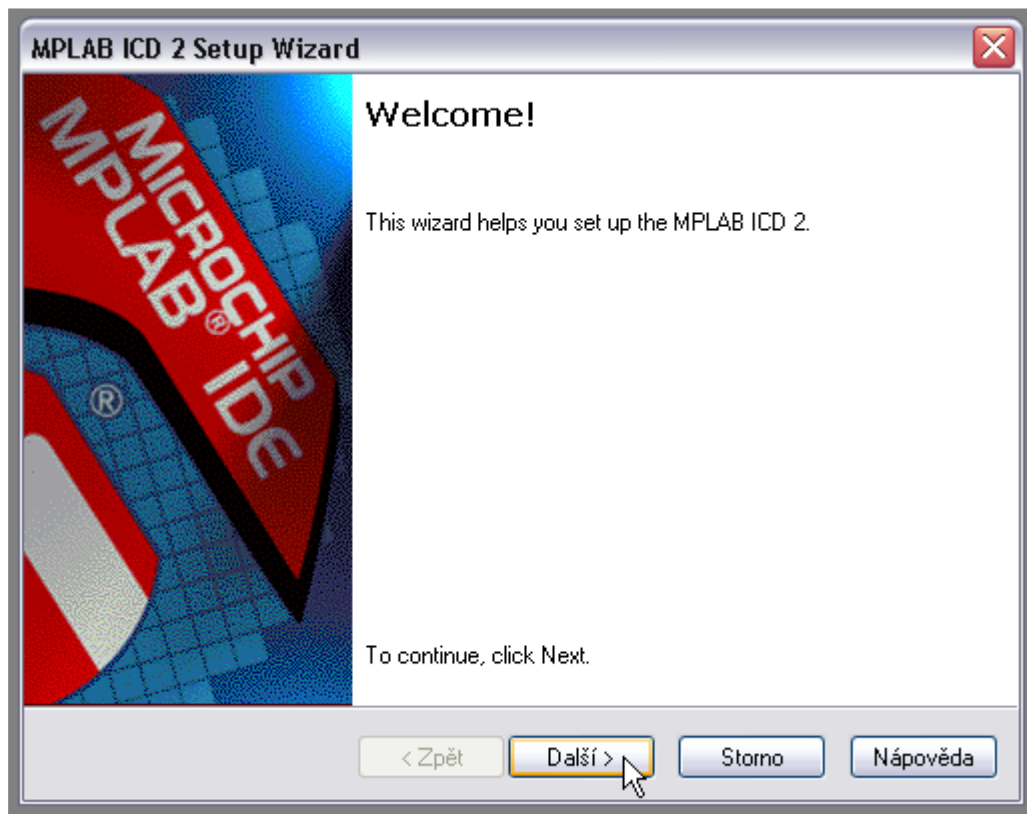 MPLAB ICD 2 Setup Wizard
MICROCHIP
MPLAB® IDE
®
Welcome!
This wizard helps you set up the MPLAB ICD 2.
To continue, click Next.
< Zpět
Další >
Storno
Nápověda